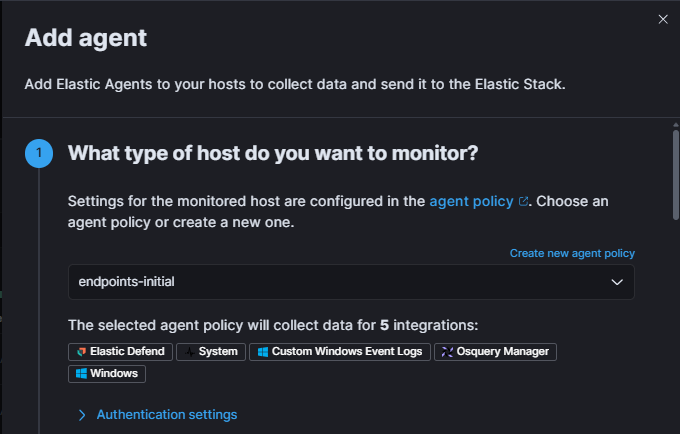 Add agent
Add Elastic Agents to your hosts to collect data and send it to the Elastic Stack.
1
What type of host do you want to monitor?
Settings for the monitored host are configured in the agent policy. Choose an
agent policy or create a new one.
Create new agent policy
endpoints-initial
The selected agent policy will collect data for 5 integrations:
Elastic Defend System Custom Windows Event Logs Osquery Manager
Windows
Authentication settings